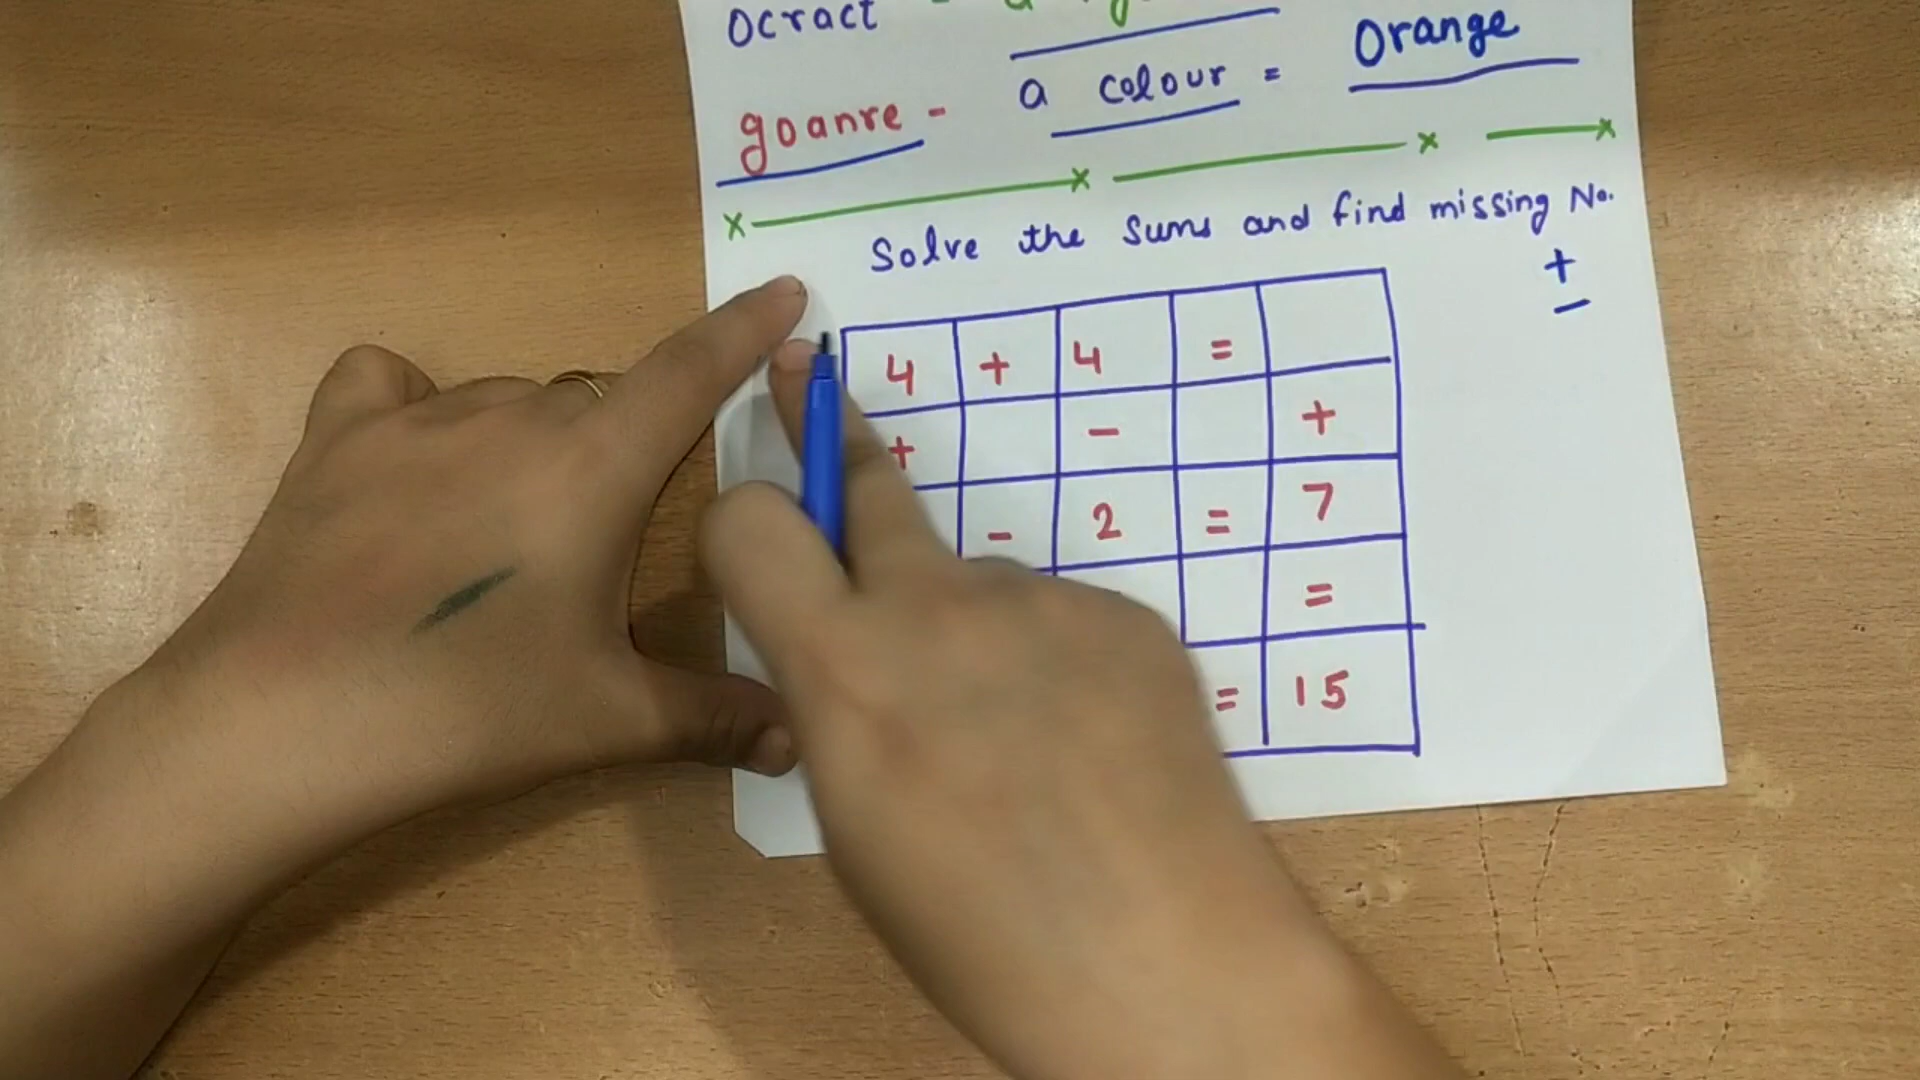 ocract -
goanre - a colour = Orange
Solve the Sums and find missing No.
+
-
4 + 4 =
+ - +
- 2 = 7
=
= 15